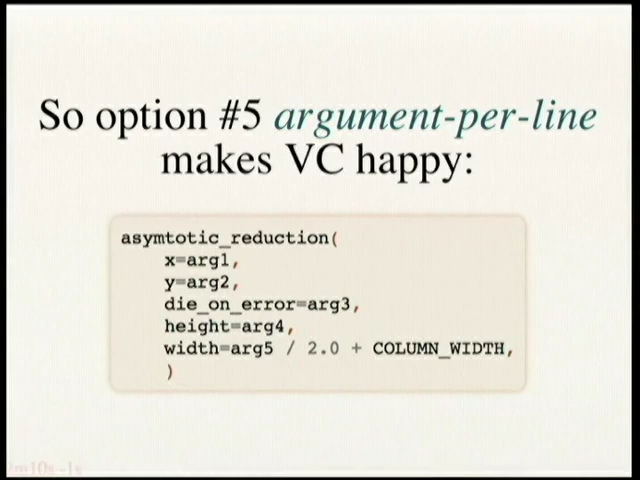 So option #5 argument-per-line
makes VC happy:
asymtotic_reduction(
x=arg1,
y=arg2,
die_on_error=arg3,
height=arg4,
width=arg5 / 2.0 + COLUMN_WIDTH,
)